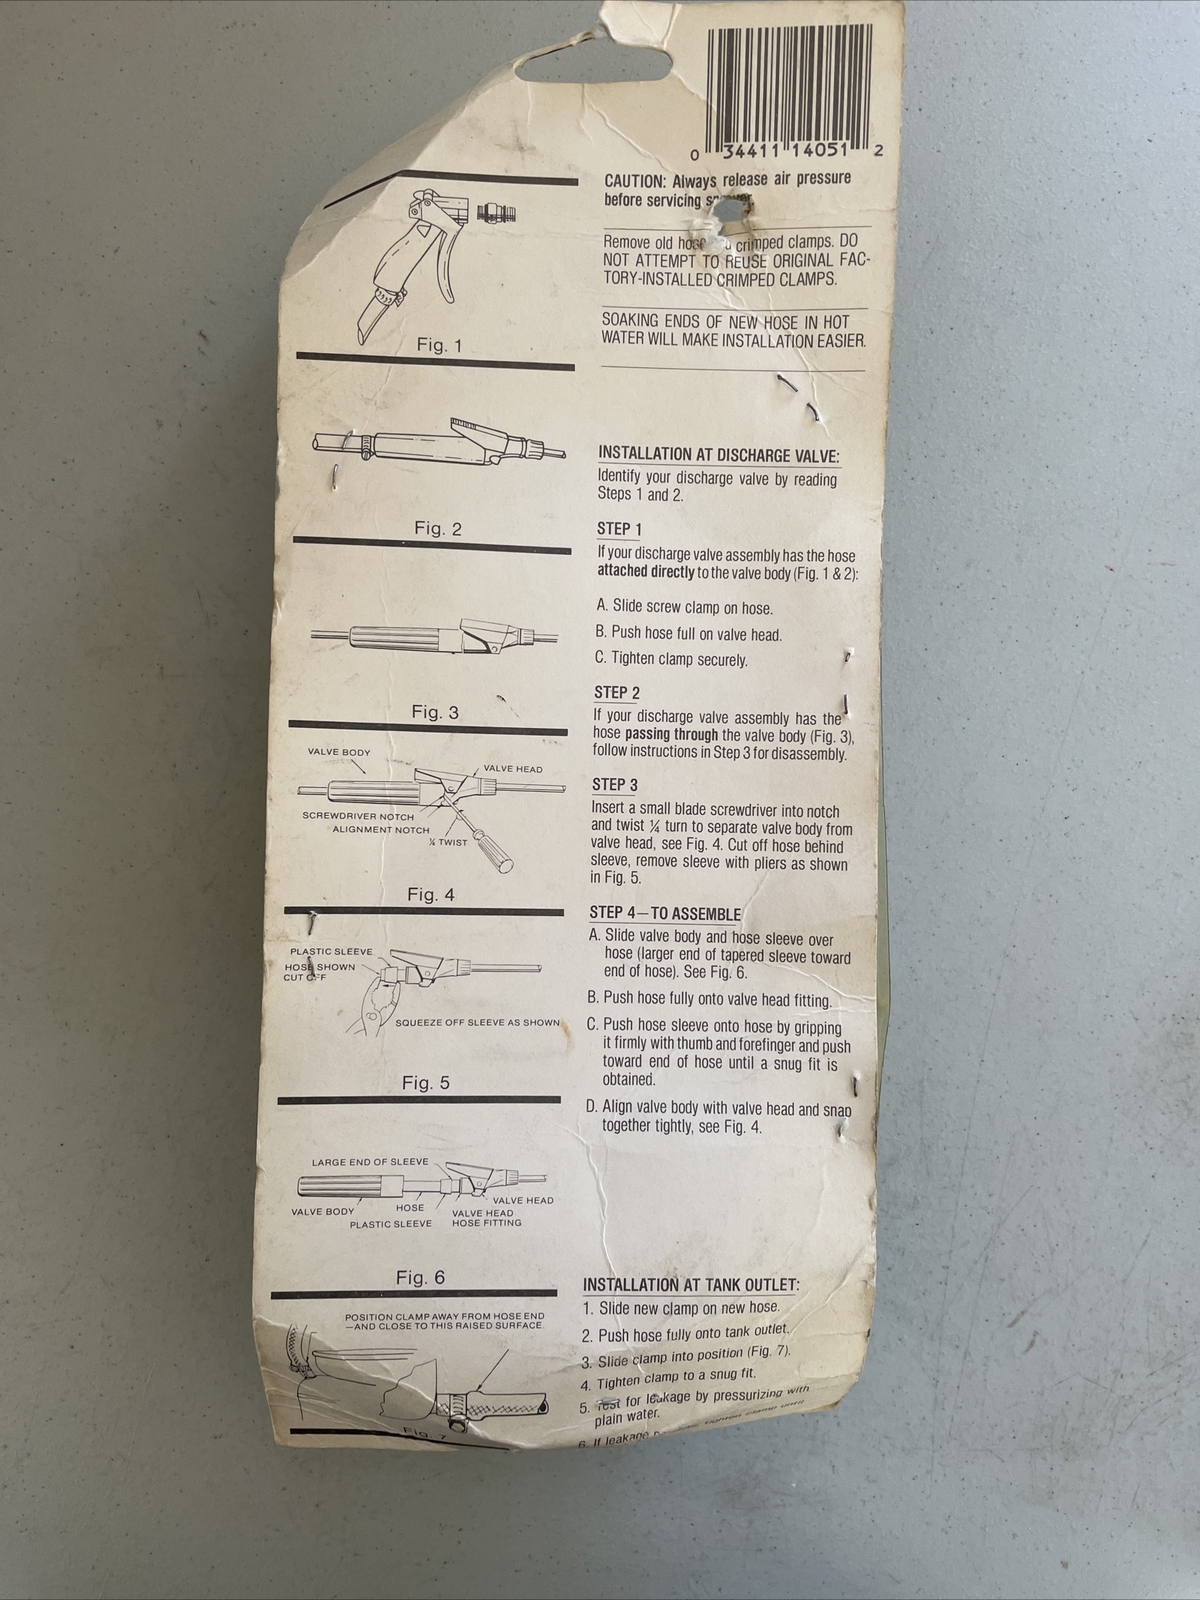 0 34411 14051 2
CAUTION: Always release air pressure
before servicing
Remove old crimped clamps. DO
NOT ATTEMPT TO REUSE ORIGINAL FAC-
TORY-INSTALLED CRIMPED CLAMPS.
SOAKING ENDS OF NEW HOSE IN HOT
WATER WILL MAKE INSTALLATION EASIER.
Fig. 1
Fig. 2
Fig. 3
VALVE BODY
VALVE HEAD
SCREWDRIVER NOTCH
ALIGNMENT NOTCH
¼ TWIST
Fig. 4
PLASTIC SLEEVE
HOSE SHOWN
CUT OFF
SQUEEZE OFF SLEEVE AS SHOWN
Fig. 5
LARGE END OF SLEEVE
VALVE HEAD
VALVE BODY
HOSE
VALVE HEAD
HOSE FITTING
PLASTIC SLEEVE
Fig. 6
POSITION CLAMP AWAY FROM HOSE END
—AND CLOSE TO THIS RAISED SURFACE.
Fig. 7
INSTALLATION AT DISCHARGE VALVE:
Identify your discharge valve by reading
Steps 1 and 2.
STEP 1
If your discharge valve assembly has the hose
attached directly to the valve body (Fig. 1 & 2):
A. Slide screw clamp on hose.
B. Push hose full on valve head.
C. Tighten clamp securely.
STEP 2
If your discharge valve assembly has the
hose passing through the valve body (Fig. 3),
follow instructions in Step 3 for disassembly.
STEP 3
Insert a small blade screwdriver into notch
and twist ¼ turn to separate valve body from
valve head, see Fig. 4. Cut off hose behind
sleeve, remove sleeve with pliers as shown
in Fig. 5.
STEP 4—TO ASSEMBLE
A. Slide valve body and hose sleeve over
hose (larger end of tapered sleeve toward
end of hose). See Fig. 6.
B. Push hose fully onto valve head fitting.
C. Push hose sleeve onto hose by gripping
it firmly with thumb and forefinger and push
toward end of hose until a snug fit is
obtained.
D. Align valve body with valve head and snap
together tightly, see Fig. 4.
INSTALLATION AT TANK OUTLET:
1. Slide new clamp on new hose.
2. Push hose fully onto tank outlet.
3. Slide clamp into position (Fig. 7).
4. Tighten clamp to a snug fit.
5. Test for leakage by pressurizing with
plain water.
6. If leakage tighten clamp until